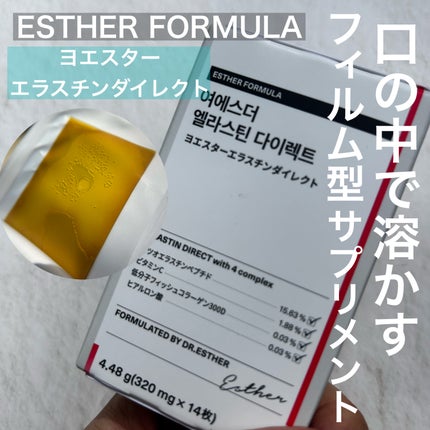 ESTHER FORMULA
ヨエスター
エラスチンダイレクト
口の中で溶かす
フィルム型サプリメント
ESTHER FORMULA
여에스더
엘라스틴 다이렉트
ヨエスターエラスチンダイレクト
ASTIN DIRECT with 4 complex
ツオエラスチンペプチド 15.63%
ビタミンC 1.88%
低分子フィッシュコラーゲン300D 0.03%
ヒアルロン酸 0.03%
FORMULATED BY DR.ESTHER
Esther
4.48 g(320 mg × 14枚)